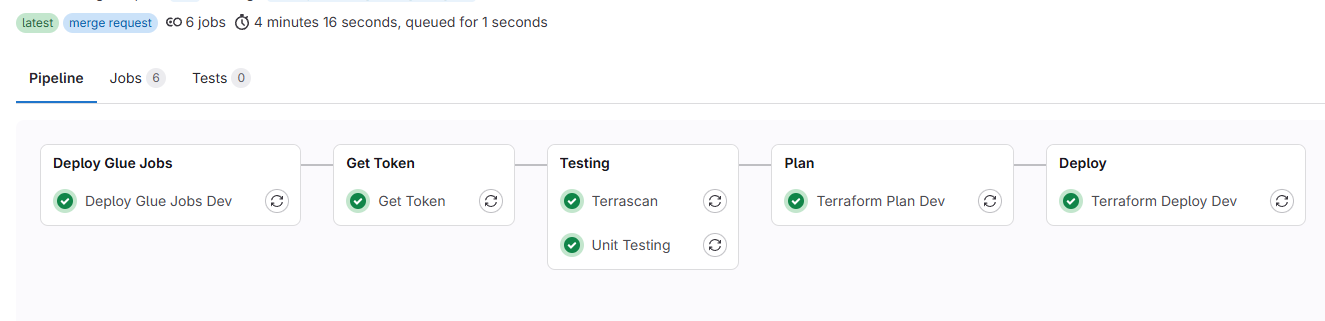 latest merge request 6 jobs 4 minutes 16 seconds, queued for 1 seconds
Pipeline Jobs 6 Tests 0
Deploy Glue Jobs
Deploy Glue Jobs Dev
Get Token
Get Token
Testing
Terrascan
Unit Testing
Plan
Terraform Plan Dev
Deploy
Terraform Deploy Dev